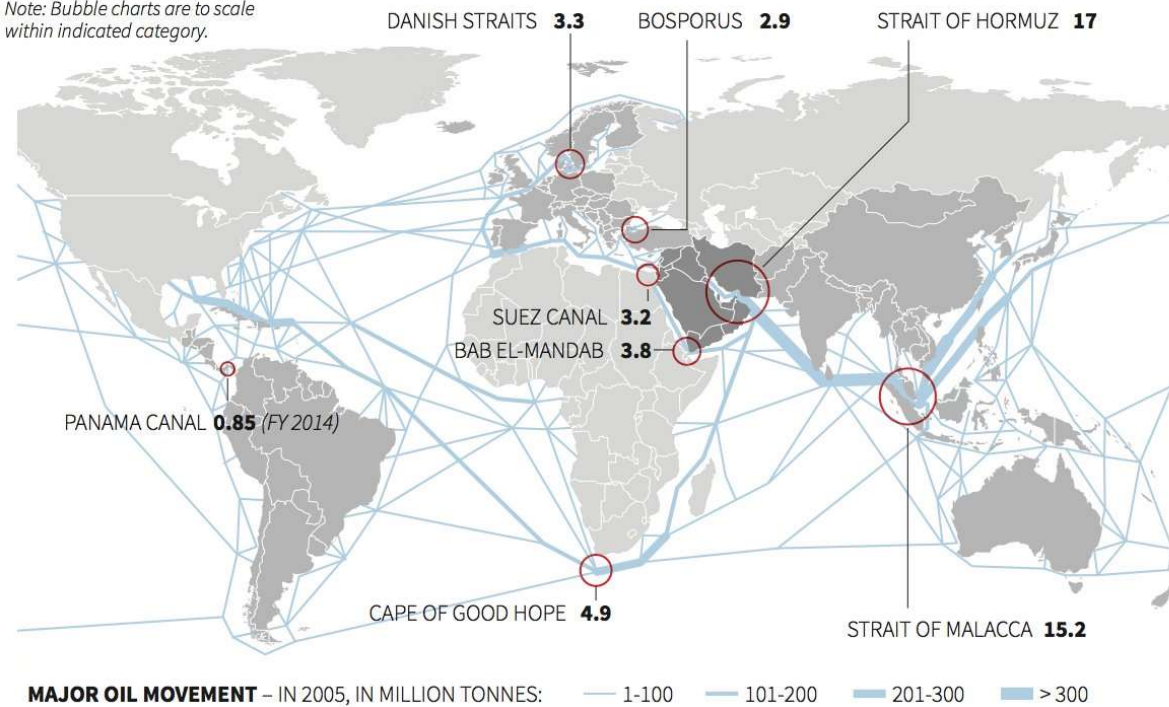 Note: Bubble charts are to scale
within indicated category.
DANISH STRAITS 3.3
BOSPORUS 2.9
STRAIT OF HORMUZ 17
SUEZ CANAL 3.2
BAB EL-MANDAB 3.8
PANAMA CANAL 0.85 (FY 2014)
CAPE OF GOOD HOPE 4.9
STRAIT OF MALACCA 15.2
MAJOR OIL MOVEMENT – IN 2005, IN MILLION TONNES: 1-100 101-200 201-300 > 300